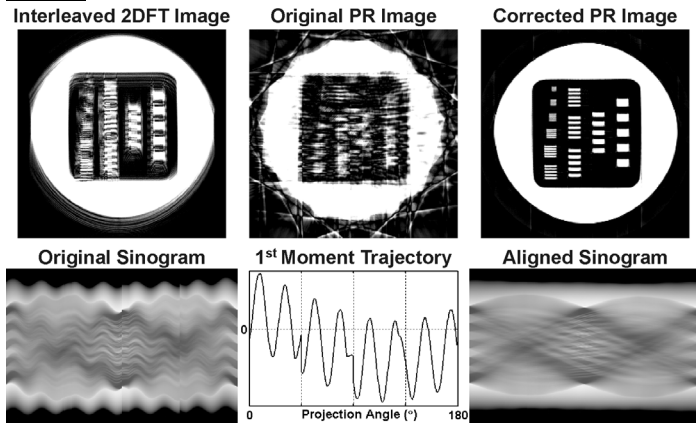 Interleaved 2DFT Image Original PR Image Corrected PR Image
Original Sinogram 1st Moment Trajectory Aligned Sinogram
0
0 Projection Angle (°) 180